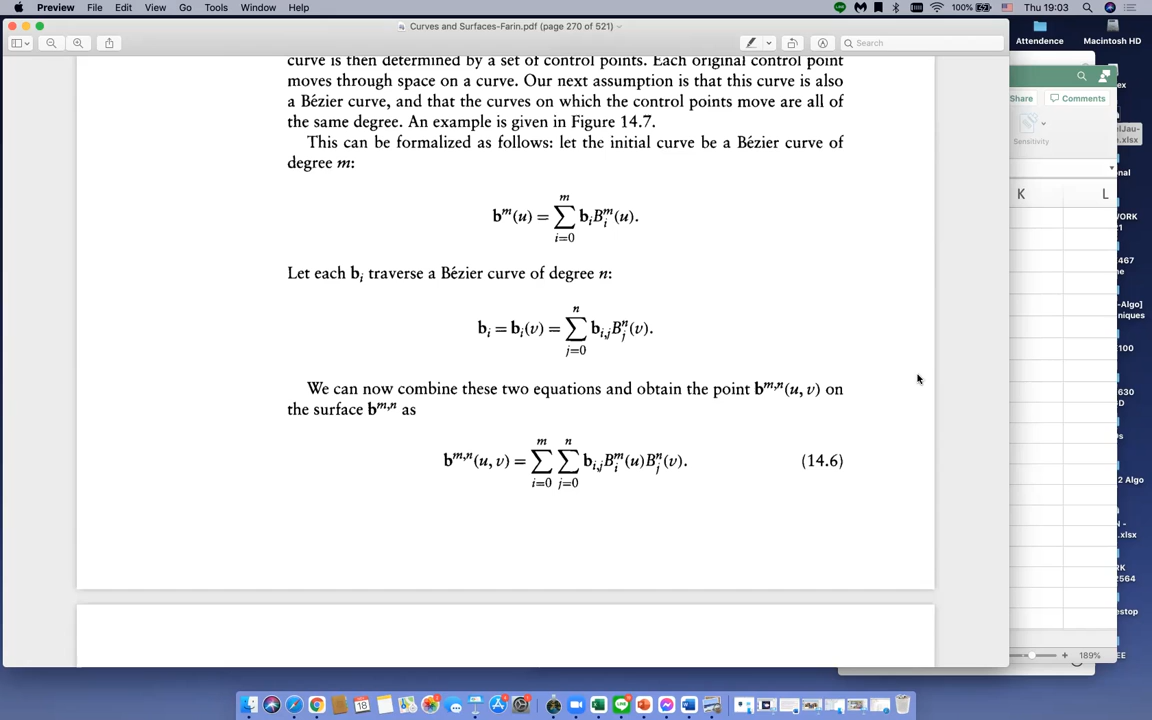 Preview File Edit View Go Tools Window Help 100% Thu 19:03
Curves and Surfaces-Farin.pdf (page 270 of 521)
Search
Attendence Macintosh HD
Share Comments
Sensitivity
K L
curve is then determined by a set of control points. Each original control point
moves through space on a curve. Our next assumption is that this curve is also
a Bézier curve, and that the curves on which the control points move are all of
the same degree. An example is given in Figure 14.7.
This can be formalized as follows: let the initial curve be a Bézier curve of
degree m:
b^m(u) = ∑_{i=0}^{m} b_i B_i^m(u).
Let each b_i traverse a Bézier curve of degree n:
b_i = b_i(v) = ∑_{j=0}^{n} b_{i,j} B_j^n(v).
We can now combine these two equations and obtain the point b^{m,n}(u, v) on
the surface b^{m,n} as
b^{m,n}(u, v) = ∑_{i=0}^{m} ∑_{j=0}^{n} b_{i,j} B_i^m(u) B_j^n(v). (14.6)
189%